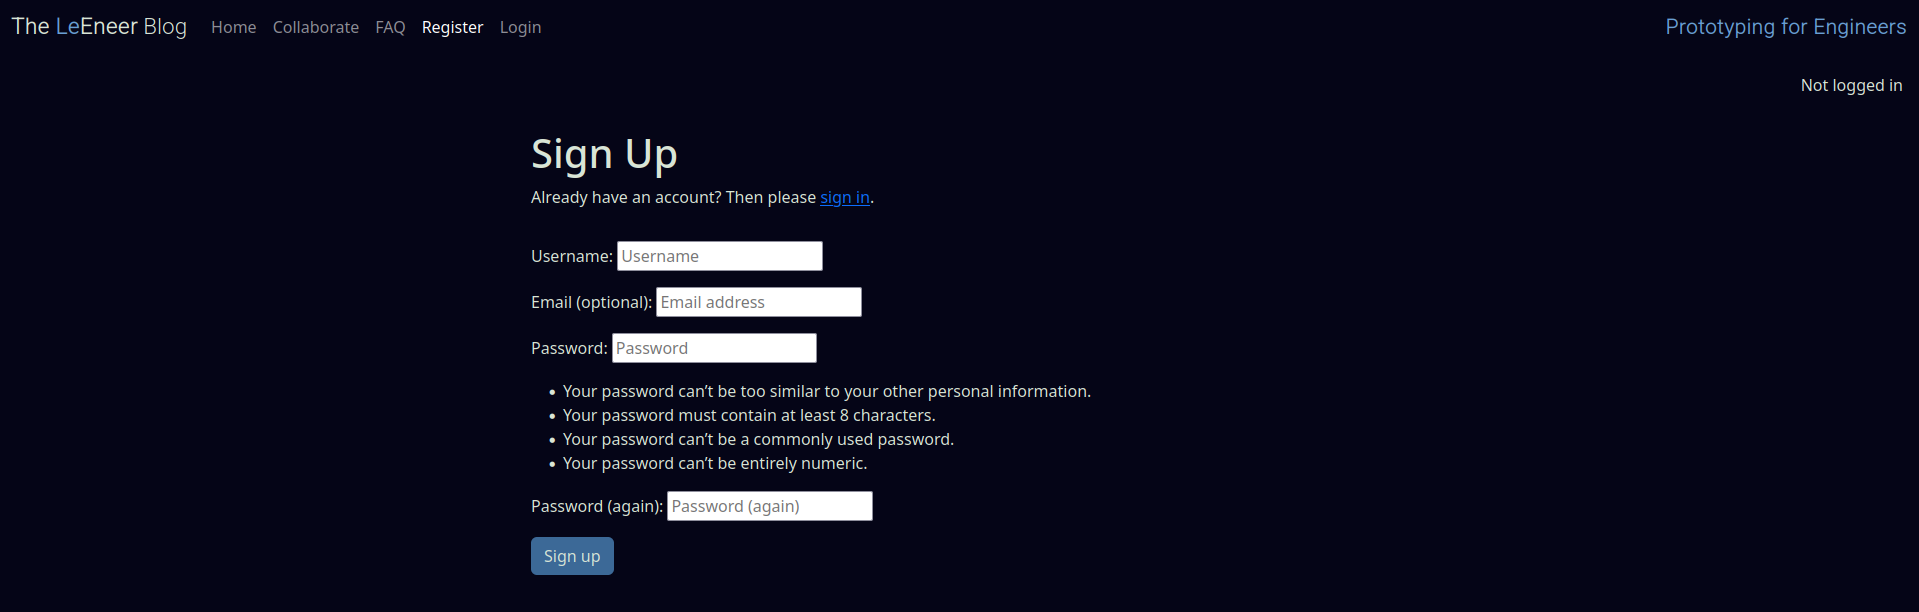 The LeEneer Blog Home Collaborate FAQ Register Login Prototyping for Engineers
Not logged in
Sign Up
Already have an account? Then please sign in.
Username: Username
Email (optional): Email address
Password: Password
• Your password can’t be too similar to your other personal information.
• Your password must contain at least 8 characters.
• Your password can’t be a commonly used password.
• Your password can’t be entirely numeric.
Password (again): Password (again)
Sign up